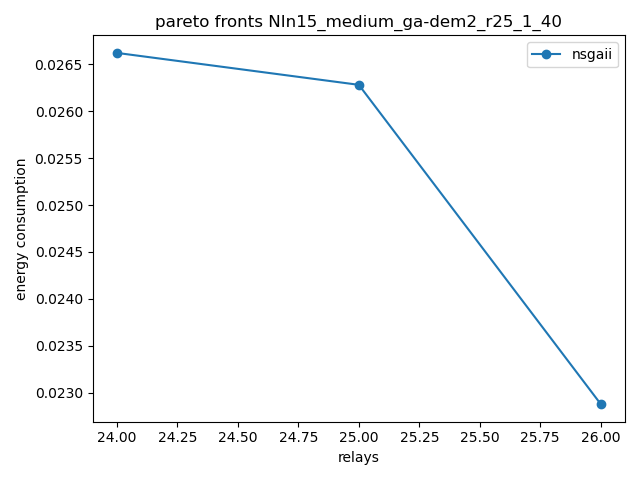 pareto fronts NIn15_medium_ga-dem2_r25_1_40
nsgaii
0.0265
0.0260
0.0255
0.0250
0.0245
0.0240
0.0235
0.0230
energy consumption
24.00 24.25 24.50 24.75 25.00 25.25 25.50 25.75 26.00
relays